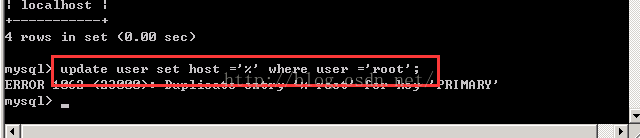 | localhost |
+-----------+
4 rows in set (0.00 sec)
mysql> update user set host ='%' where user ='root';
http://blog.csdn.net/
ERROR 1062 (23000): Duplicate entry '%-root' for key 'PRIMARY'
mysql> _